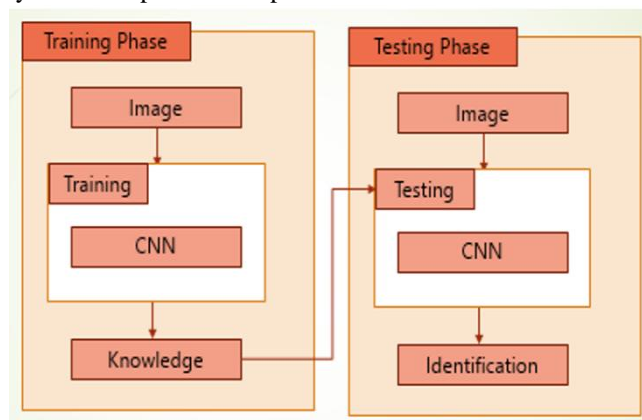 Training Phase
Image
Training
CNN
Knowledge
Testing Phase
Image
Testing
CNN
Identification